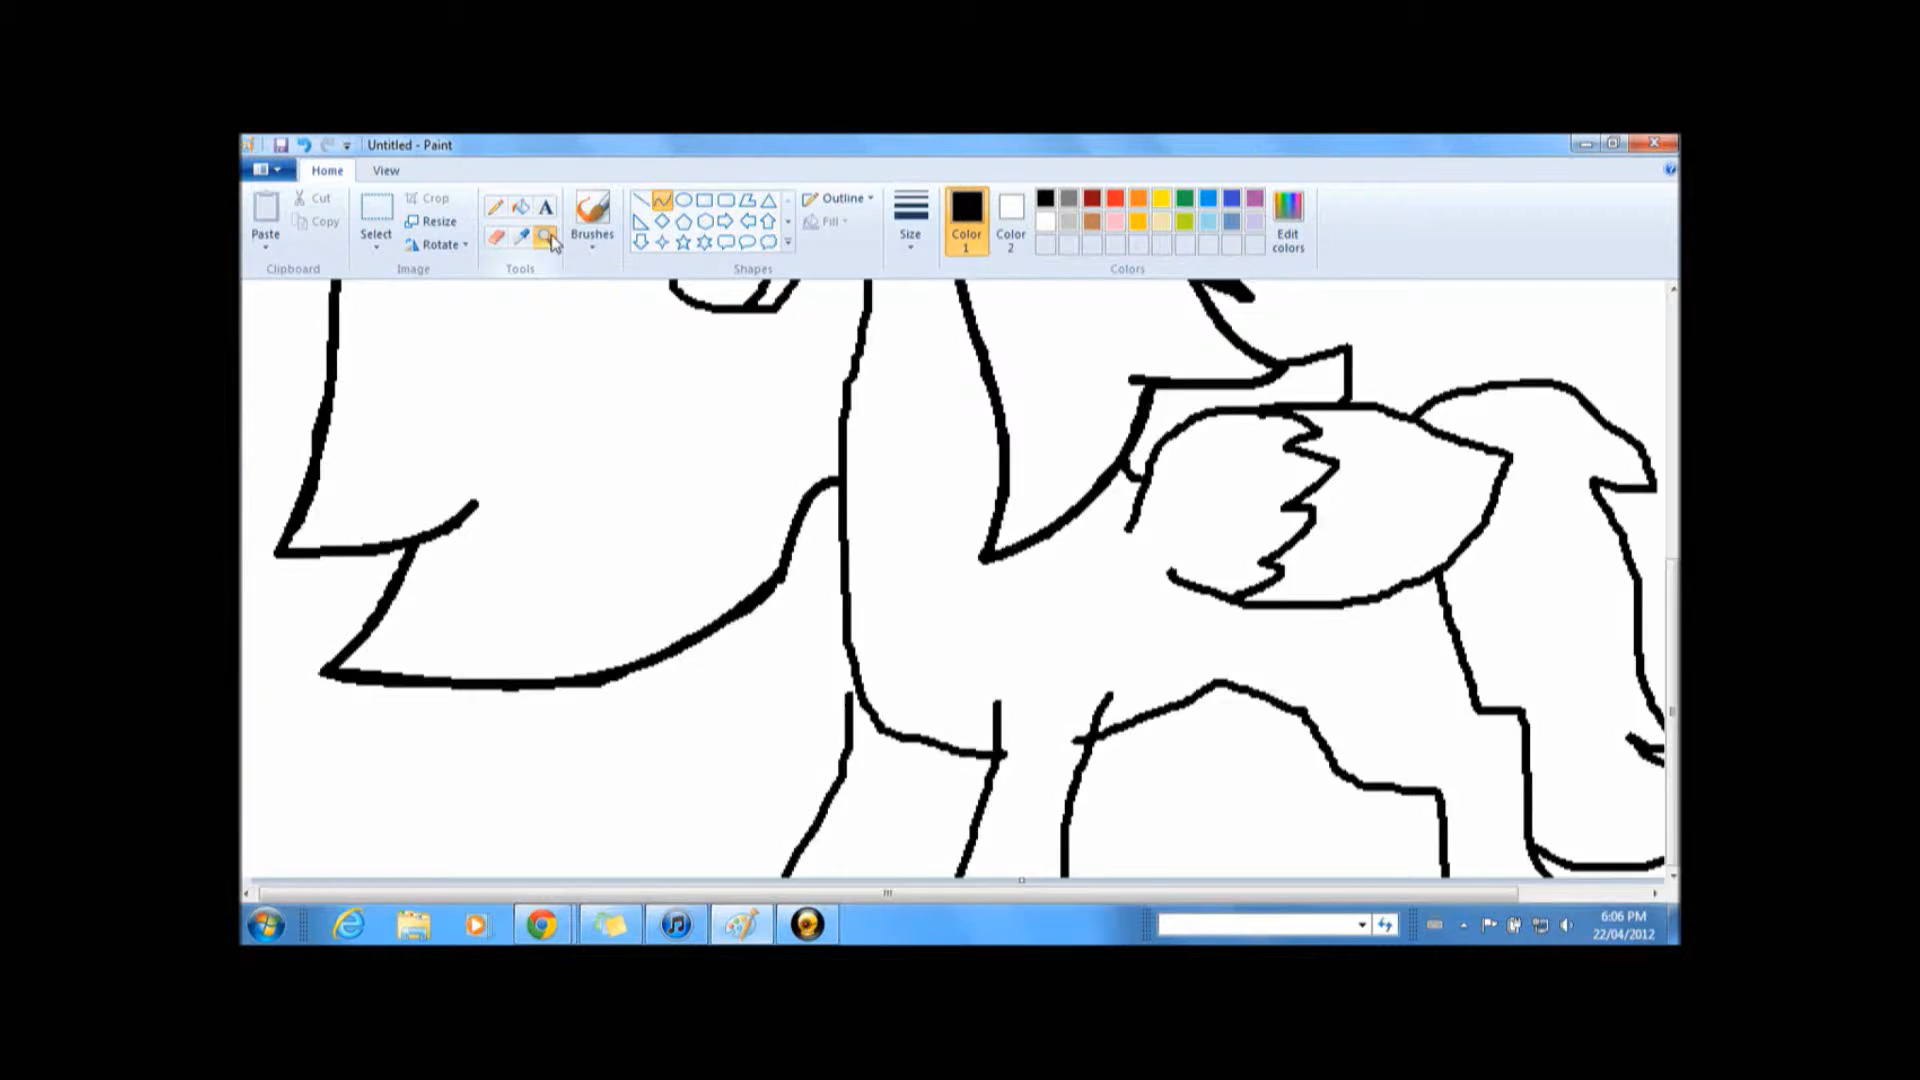 Untitled - Paint
Home View
Paste
Cut
Copy
Clipboard
Select
Crop
Resize
Rotate
Image
A
Tools
Brushes
Shapes
Outline
Fill
Size
Color 1
Color 2
Edit colors
Colors
6:06 PM
22/04/2012